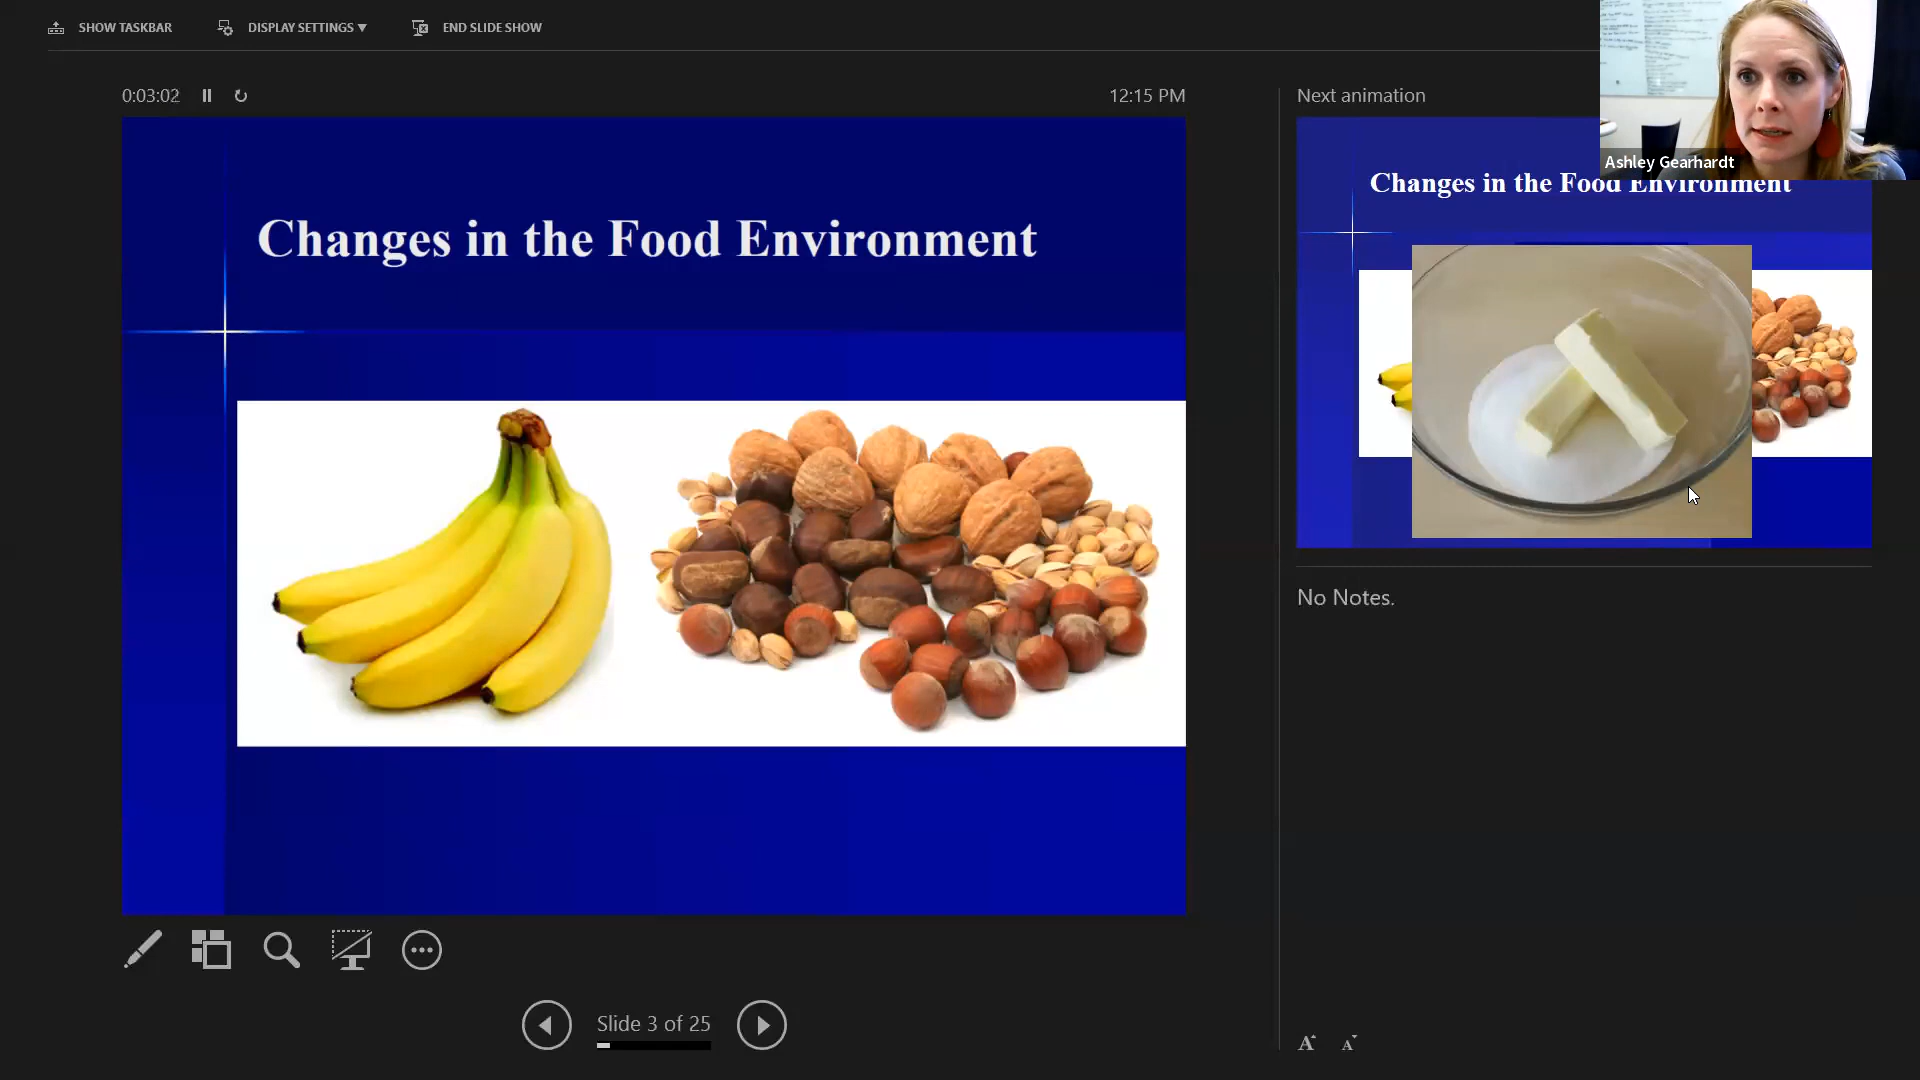 SHOW TASKBAR
DISPLAY SETTINGS
END SLIDE SHOW
0:03:02
12:15 PM
Next animation
Ashley Gearhardt
Changes in the Food Environment
Changes in the Food Environment
No Notes.
Slide 3 of 25
A
A